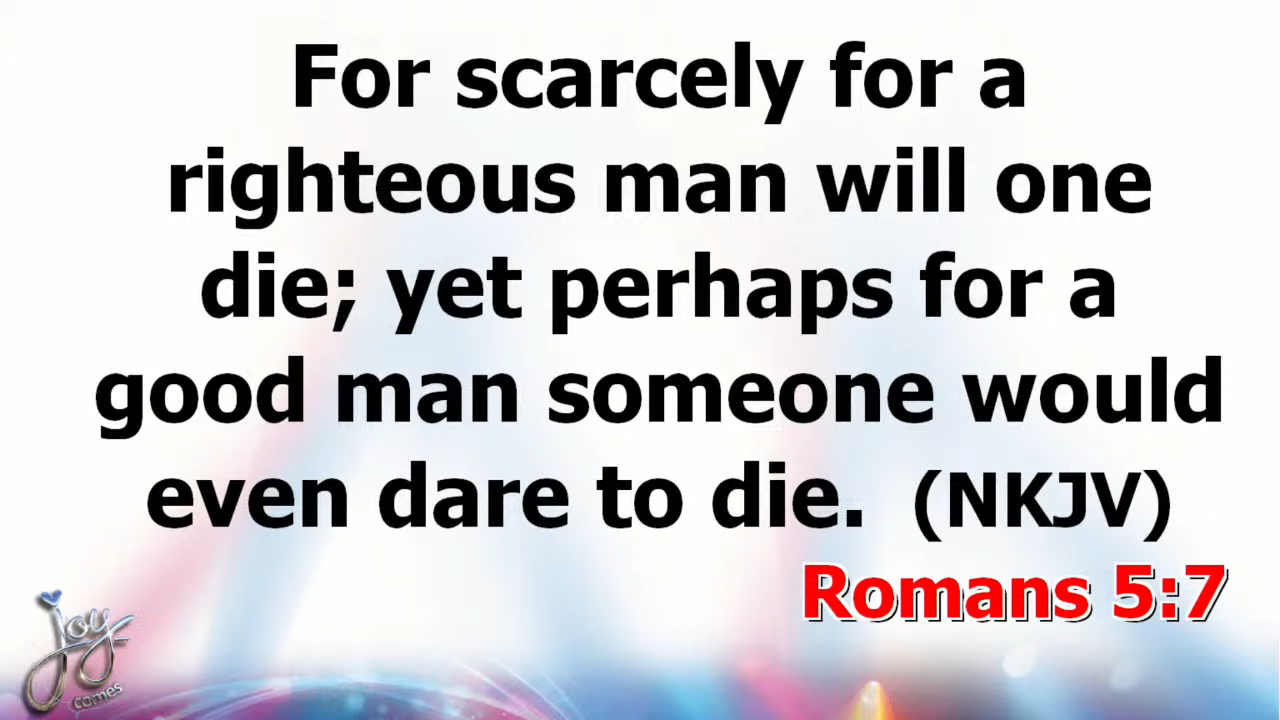 For scarcely for a
righteous man will one
die; yet perhaps for a
good man someone would
even dare to die.  (NKJV)
Romans 5:7
joy
comes